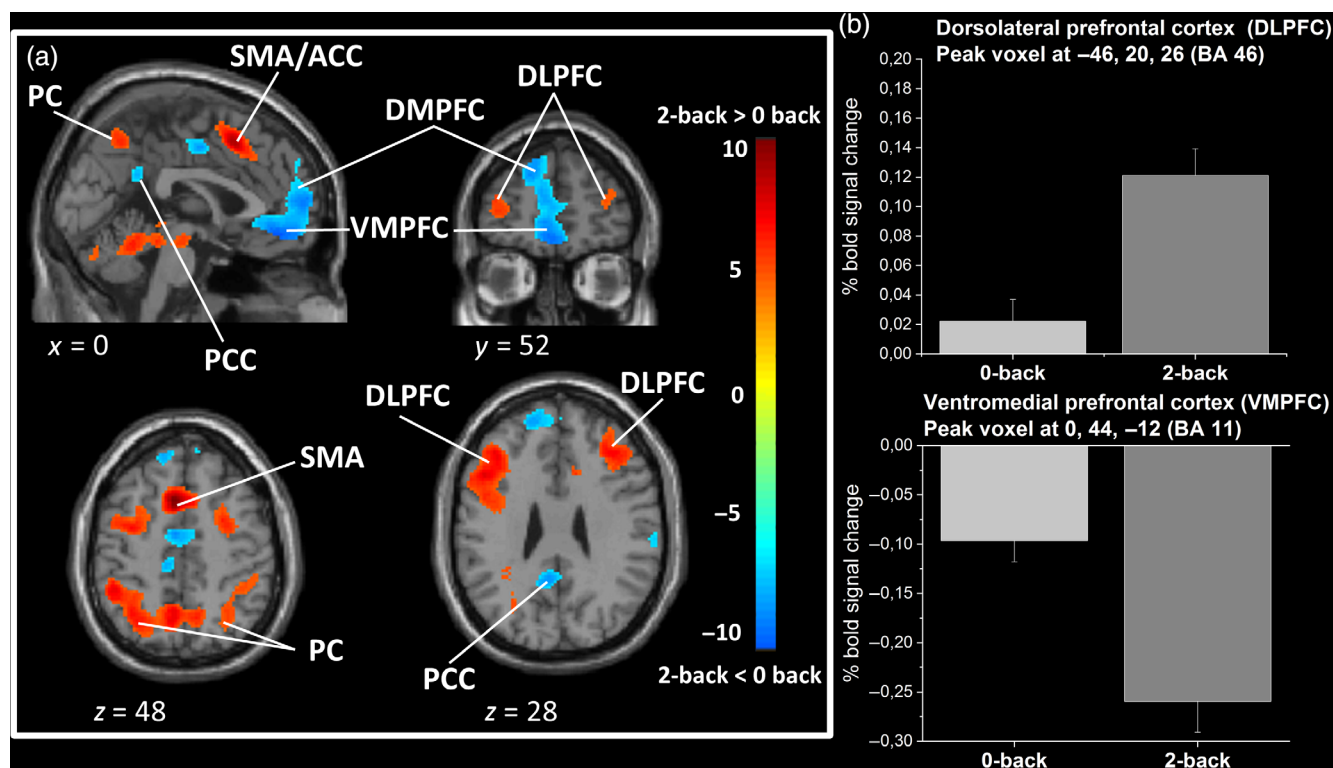 (a)
SMA/ACC
PC
DMPFC
DLPFC
2-back > 0 back
10
5
0
–5
–10
2-back < 0 back
VMPFC
PCC
x = 0
y = 52
DLPFC
DLPFC
SMA
PC
PCC
z = 48
z = 28
(b)
Dorsolateral prefrontal cortex (DLPFC)
Peak voxel at –46, 20, 26 (BA 46)
% bold signal change
0,20
0,18
0,16
0,14
0,12
0,10
0,08
0,06
0,04
0,02
0,00
0-back 2-back
Ventromedial prefrontal cortex (VMPFC)
Peak voxel at 0, 44, –12 (BA 11)
% bold signal change
0,00
–0,05
–0,10
–0,15
–0,20
–0,25
–0,30
0-back 2-back